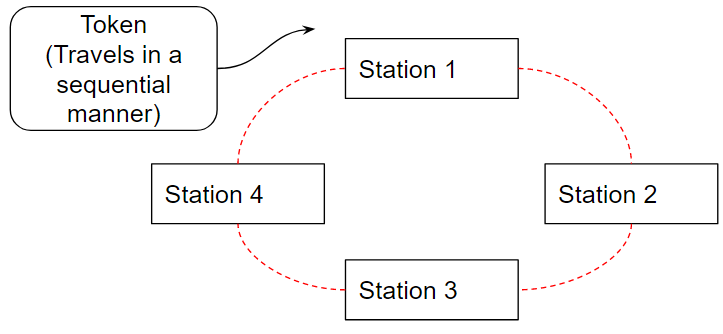 Token
(Travels in a
sequential
manner)
Station 1
Station 4
Station 2
Station 3